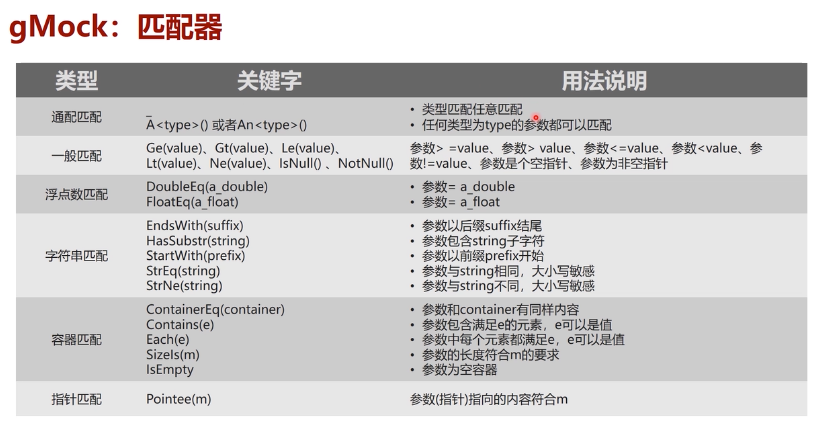 gMock：匹配器
类型 关键字 用法说明
通配匹配
_
A<type>() 或者An<type>()
• 类型匹配任意匹配
• 任何类型为type的参数都可以匹配
一般匹配
Ge(value)、Gt(value)、Le(value)、
Lt(value)、Ne(value)、IsNull() 、NotNull()
参数> =value、参数> value、参数<=value、参数<value、参
数!=value、参数是个空指针、参数为非空指针
浮点数匹配
DoubleEq(a_double)
FloatEq(a_float)
• 参数= a_double
• 参数= a_float
字符串匹配
EndsWith(suffix)
HasSubstr(string)
StartWith(prefix)
StrEq(string)
StrNe(string)
• 参数以后缀suffix结尾
• 参数包含string子字符
• 参数以前缀prefix开始
• 参数与string相同，大小写敏感
• 参数与string不同，大小写敏感
容器匹配
ContainerEq(container)
Contains(e)
Each(e)
SizeIs(m)
IsEmpty
• 参数和container有同样内容
• 参数包含满足e的元素，e可以是值
• 参数中每个元素都满足e，e可以是值
• 参数的长度符合m的要求
• 参数为空容器
指针匹配
Pointee(m)
参数(指针)指向的内容符合m